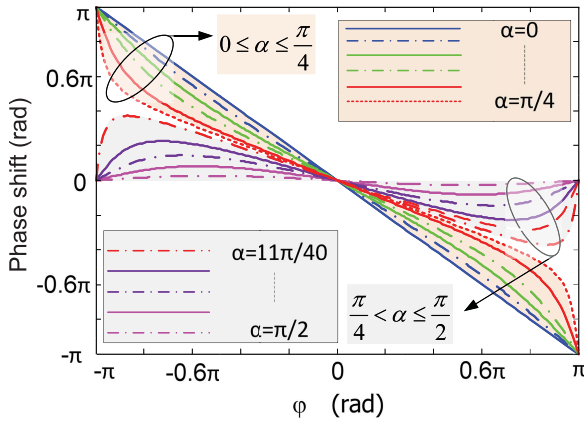 π
0.6π
0
-0.6π
-π
Phase shift (rad)
0 ≤ α ≤ π/4
α=0
α=π/4
α=11π/40
α=π/2
π/4 < α ≤ π/2
-π
-0.6π
0
0.6π
π
φ (rad)